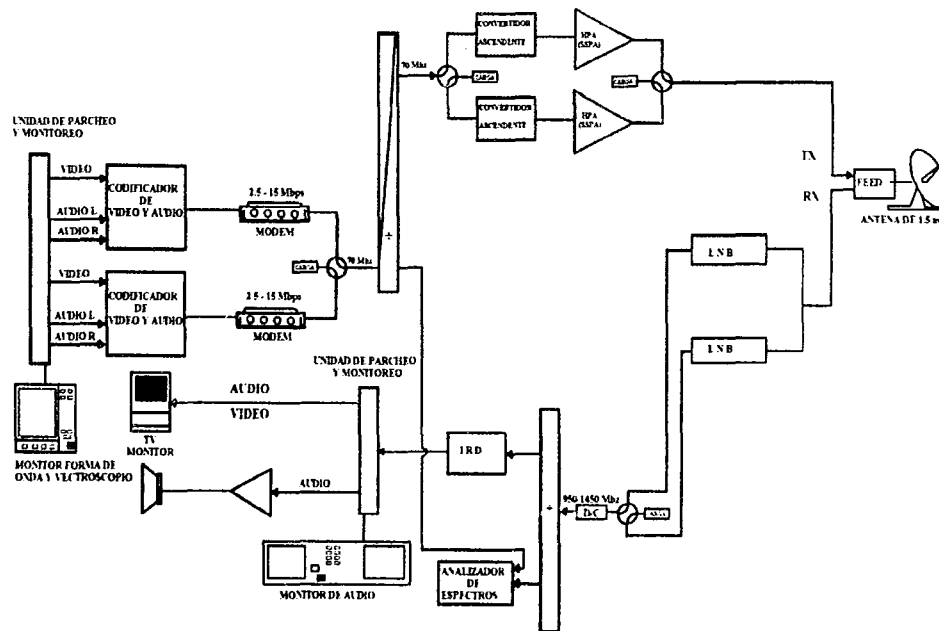 UNIDAD DE PARCHEO
Y MONITOREO
VIDEO
AUDIO L
AUDIO R
CODIFICADOR
DE
VIDEO Y AUDIO
2.5 - 15 Mbps
MODEM
VIDEO
AUDIO L
AUDIO R
CODIFICADOR
DE
VIDEO Y AUDIO
2.5 - 15 Mbps
MODEM
CARGA
70 Mhz
÷
70 Mhz
CONVERTIDOR
ASCENDENTE
HPA
(SSPA)
CARGA
CARGA
CONVERTIDOR
ASCENDENTE
HPA
(SSPA)
TX
RX
FEED
ANTENA DE 1.5 m
LNB
LNB
MONITOR FORMA DE
ONDA Y VECTROSCOPIO
TV
MONITOR
AUDIO
VIDEO
AUDIO
UNIDAD DE PARCHEO
Y MONITOREO
MONITOR DE AUDIO
IRD
ANALIZADOR
DE
ESPECTROS
÷
950-1450 Mhz